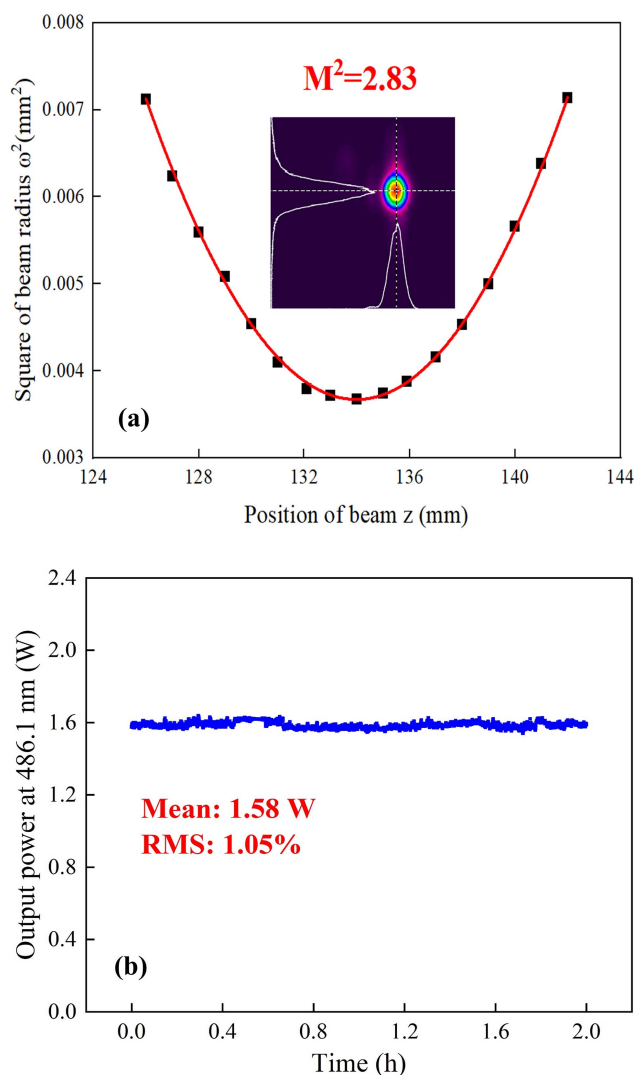 0.008
0.007
0.006
0.005
0.004
0.003
Square of beam radius ο²(mm²)
M²=2.83
(a)
124 128 132 136 140 144
Position of beam z (mm)
2.4
2.0
1.6
1.2
0.8
0.4
0.0
Output power at 486.1 nm (W)
Mean: 1.58 W
RMS: 1.05%
(b)
0.0 0.4 0.8 1.2 1.6 2.0
Time (h)